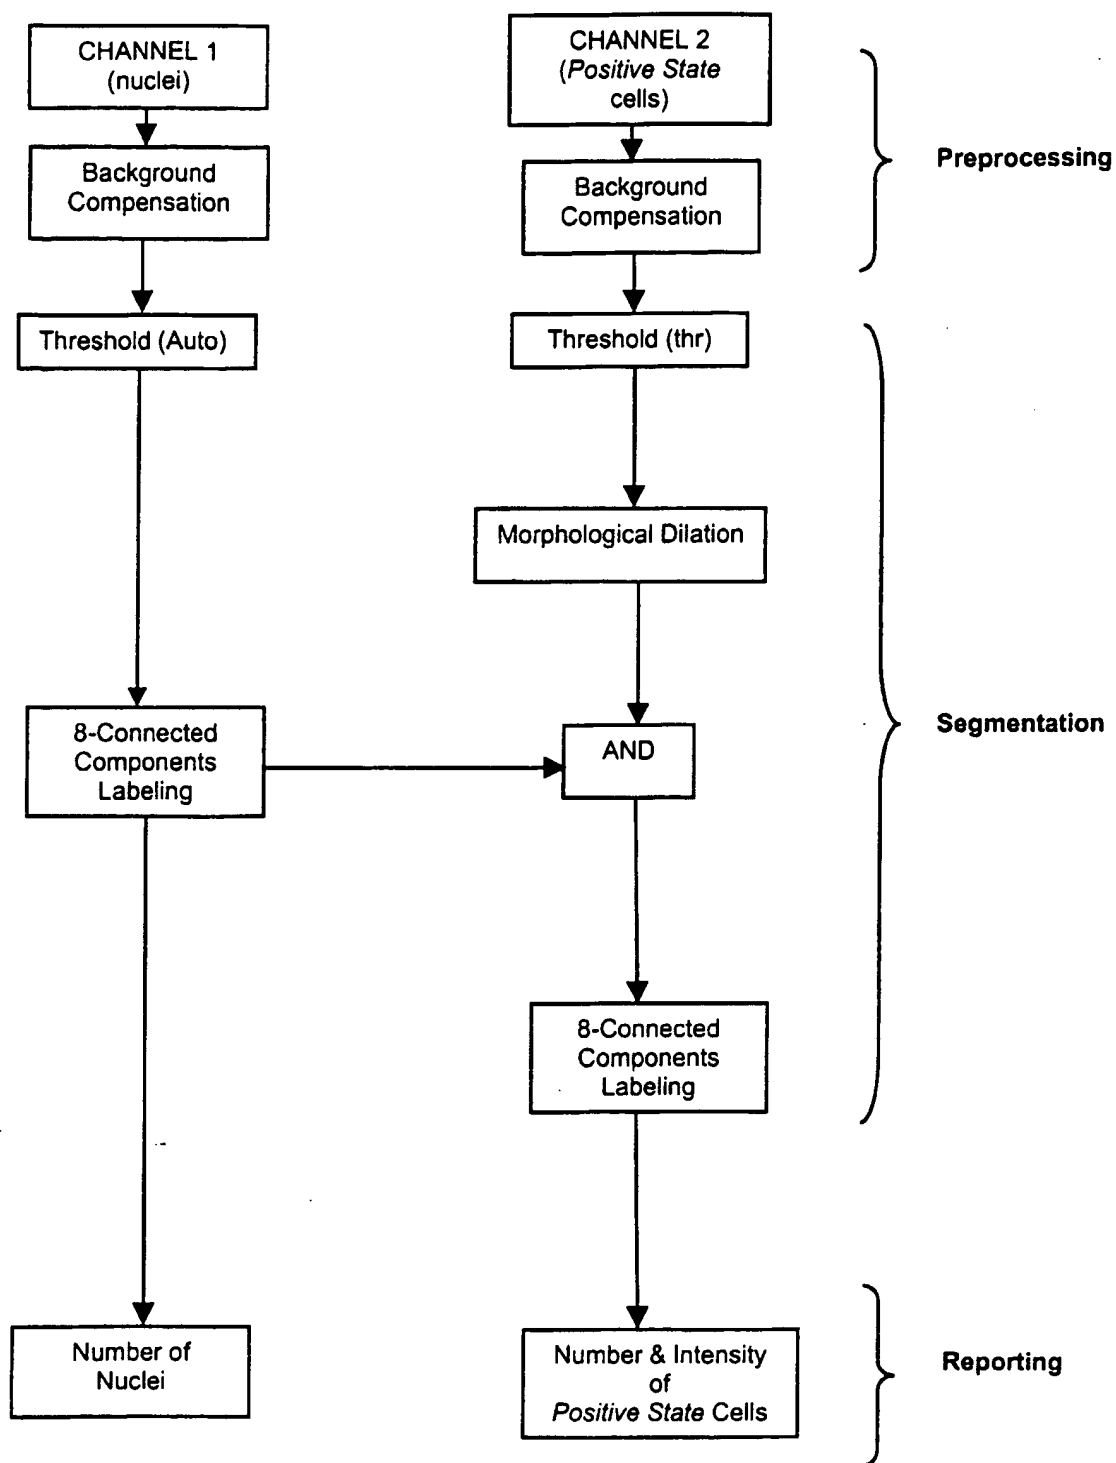 CHANNEL 1
(nuclei)
CHANNEL 2
(Positive State
cells)
Background
Compensation
Background
Compensation
Preprocessing
Threshold (Auto)
Threshold (thr)
Morphological Dilation
8-Connected
Components
Labeling
AND
Segmentation
8-Connected
Components
Labeling
Number of
Nuclei
Number & Intensity
of
Positive State Cells
Reporting